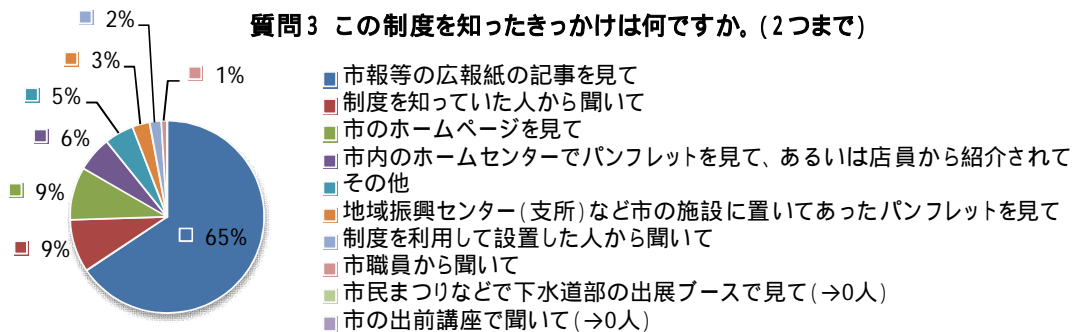 質問3 この制度を知ったきっかけは何ですか。(2つまで)
2%
3%
1%
5%
6%
9%
9%
65%
市報等の広報紙の記事を見て
制度を知っていた人から聞いて
市のホームページを見て
市内のホームセンターでパンフレットを見て、あるいは店員から紹介されて
その他
地域振興センター(支所)など市の施設に置いてあったパンフレットを見て
制度を利用して設置した人から聞いて
市職員から聞いて
市民まつりなどで下水道部の出展ブースで見て(→0人)
市の出前講座で聞いて(→0人)